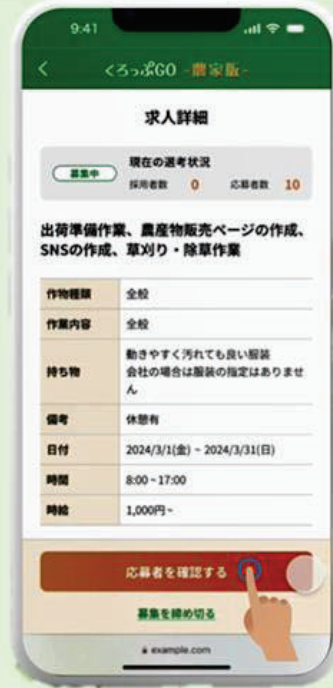 9:41
くろっぷGO -農家版-
求人詳細
募集中
現在の選考状況
採用者数 0 応募者数 10
出荷準備作業、農産物販売ページの作成、
SNSの作成、草刈り・除草作業
作物種類 全般
作業内容 全般
持ち物 動きやすく汚れても良い服装
会社の場合は服装の指定はありませ
ん
備考 休憩有
日付 2024/3/1(金) ~ 2024/3/31(日)
時間 8:00 ~ 17:00
時給 1,000円 ~
応募者を確認する
募集を締め切る
example.com